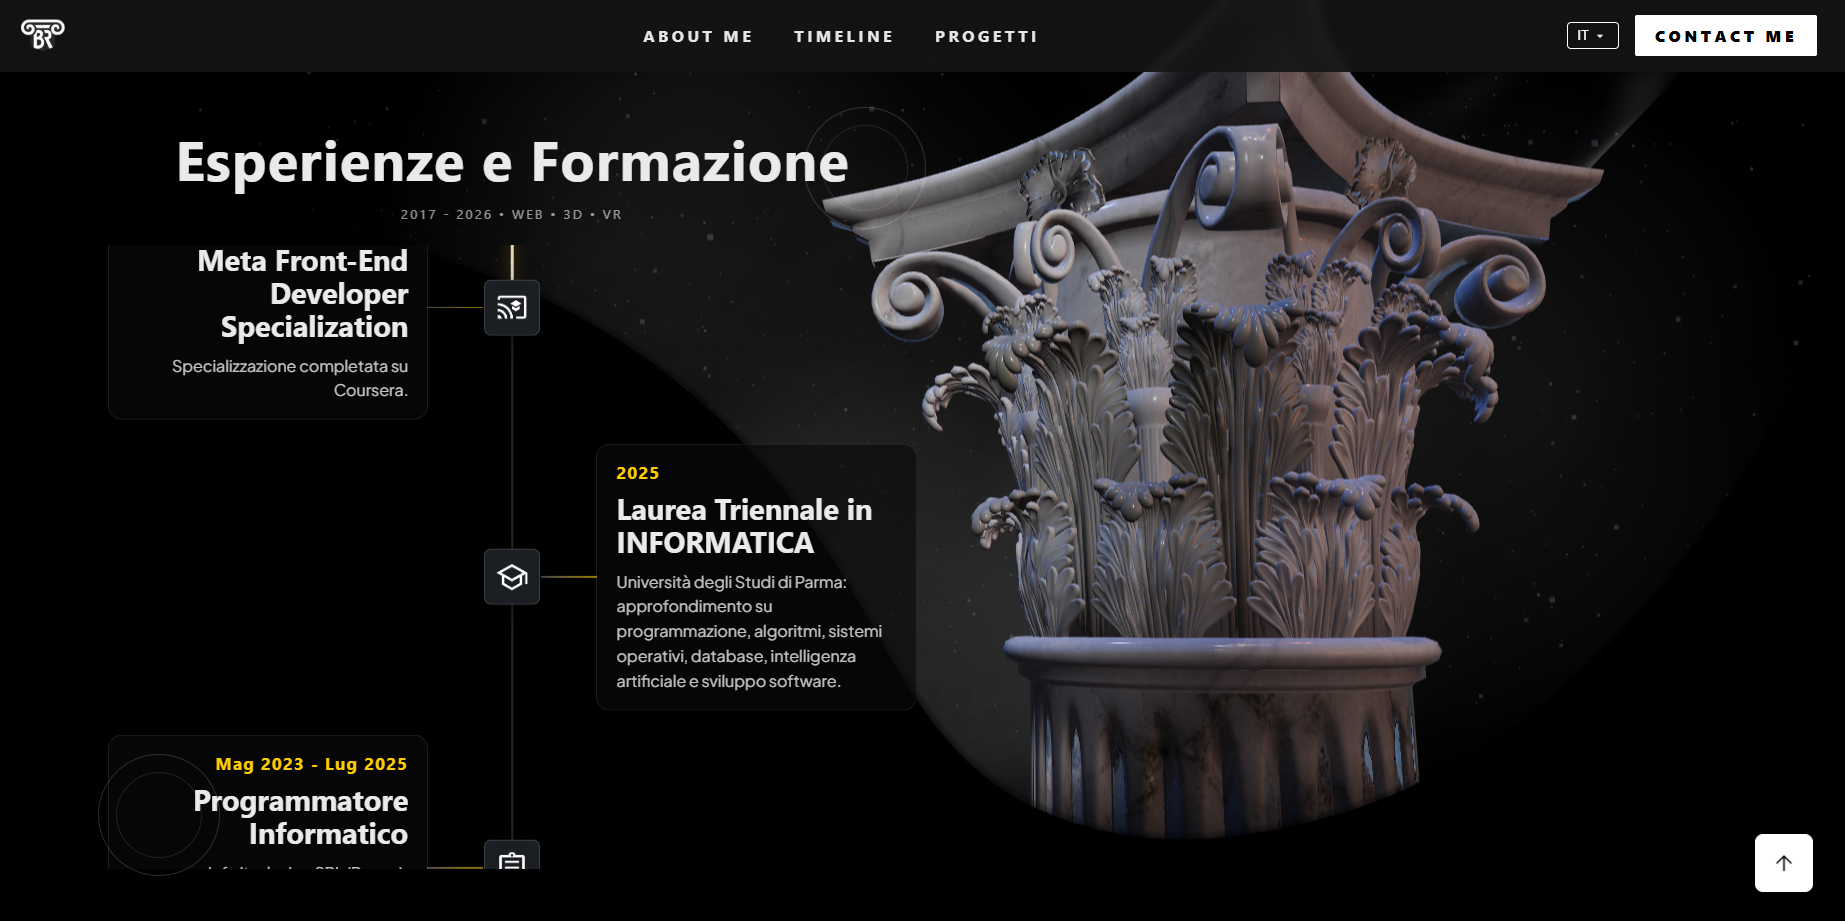 BR
ABOUT ME
TIMELINE
PROGETTI
IT
CONTACT ME
Esperienze e Formazione
2017 - 2026 • WEB • 3D • VR
Meta Front-End
Developer
Specialization
Specializzazione completata su
Coursera.
2025
Laurea Triennale in
INFORMATICA
Università degli Studi di Parma:
approfondimento su
programmazione, algoritmi, sistemi
operativi, database, intelligenza
artificiale e sviluppo software.
Mag 2023 - Lug 2025
Programmatore
Informatico